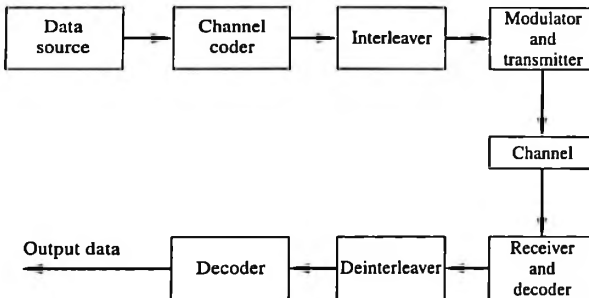 Data
source
Channel
coder
Interleaver
Modulator
and
transmitter
Channel
Receiver
and
decoder
Deinterleaver
Decoder
Output data